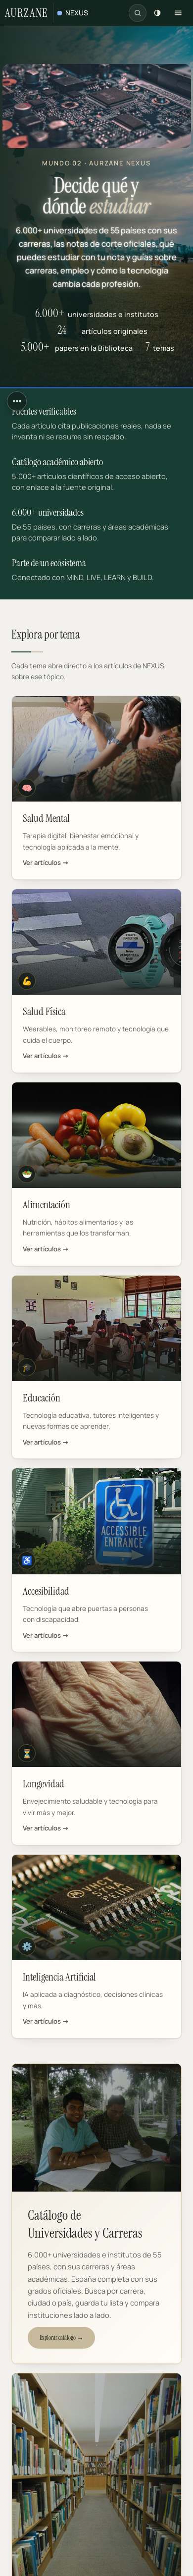 AURZANE NEXUS
MUNDO 02 · AURZANE NEXUS
Decide qué y
dónde estudiar
6.000+ universidades de 55 países con sus
carreras, las notas de corte oficiales, qué
puedes estudiar con tu nota y guías sobre
carreras, empleo y cómo la tecnología
cambia cada profesión.
6.000+ universidades e institutos
24 artículos originales
5.000+ papers en la Biblioteca 7 temas
Fuentes verificables
Cada artículo cita publicaciones reales, nada se
inventa ni se resume sin respaldo.
Catálogo académico abierto
5.000+ artículos científicos de acceso abierto,
con enlace a la fuente original.
6.000+ universidades
De 55 países, con carreras y áreas académicas
para comparar lado a lado.
Parte de un ecosistema
Conectado con MIND, LIVE, LEARN y BUILD.
Explora por tema
Cada tema abre directo a los artículos de NEXUS
sobre ese tópico.
Salud Mental
Terapia digital, bienestar emocional y
tecnología aplicada a la mente.
Ver artículos →
Salud Física
Wearables, monitoreo remoto y tecnología que
cuida el cuerpo.
Ver artículos →
Alimentación
Nutrición, hábitos alimentarios y las
herramientas que los transforman.
Ver artículos →
Educación
Tecnología educativa, tutores inteligentes y
nuevas formas de aprender.
Ver artículos →
ACCESSIBLE
ENTRANCE
Accesibilidad
Tecnología que abre puertas a personas
con discapacidad.
Ver artículos →
Longevidad
Envejecimiento saludable y tecnología para
vivir más y mejor.
Ver artículos →
Inteligencia Artificial
IA aplicada a diagnóstico, decisiones clínicas
y más.
Ver artículos →
Catálogo de
Universidades y Carreras
6.000+ universidades e institutos de 55
países, con sus carreras y áreas
académicas. España completa con sus
grados oficiales. Busca por carrera,
ciudad o país, guarda tu lista y compara
instituciones lado a lado.
Explorar catálogo →